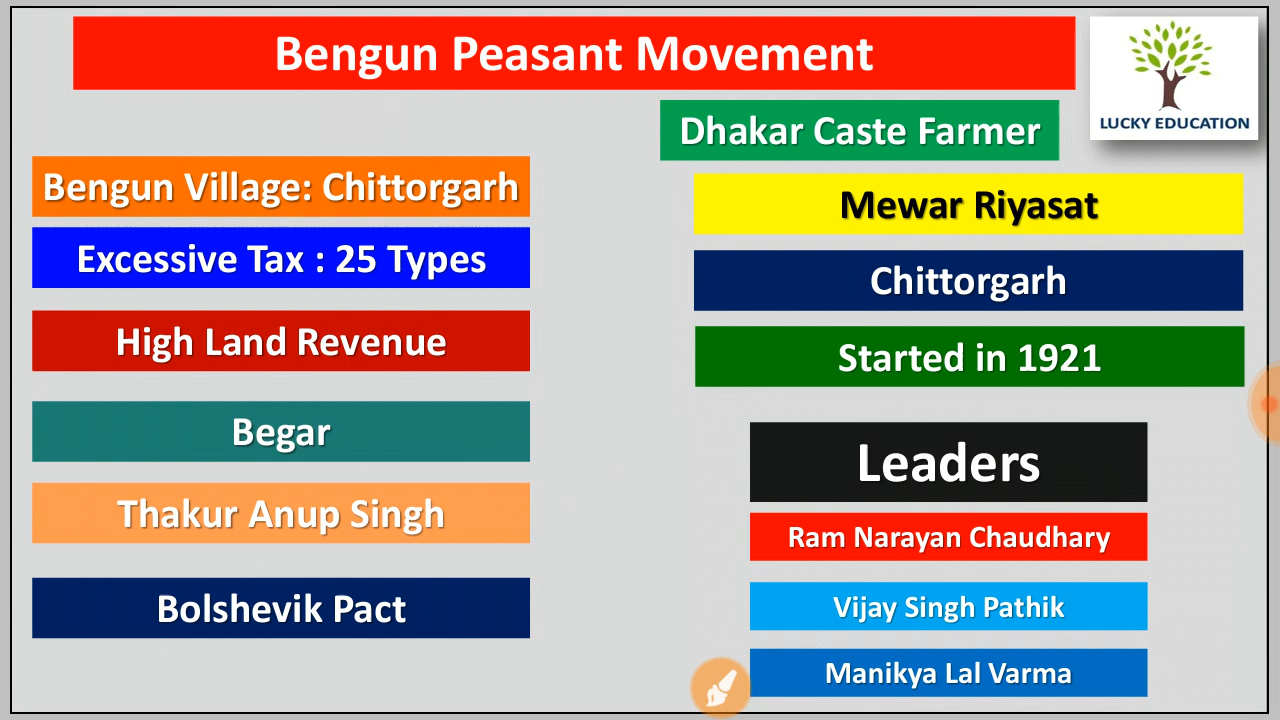 Bengun Peasant Movement
LUCKY EDUCATION
Dhakar Caste Farmer
Bengun Village: Chittorgarh
Excessive Tax : 25 Types
High Land Revenue
Begar
Thakur Anup Singh
Bolshevik Pact
Mewar Riyasat
Chittorgarh
Started in 1921
Leaders
Ram Narayan Chaudhary
Vijay Singh Pathik
Manikya Lal Varma